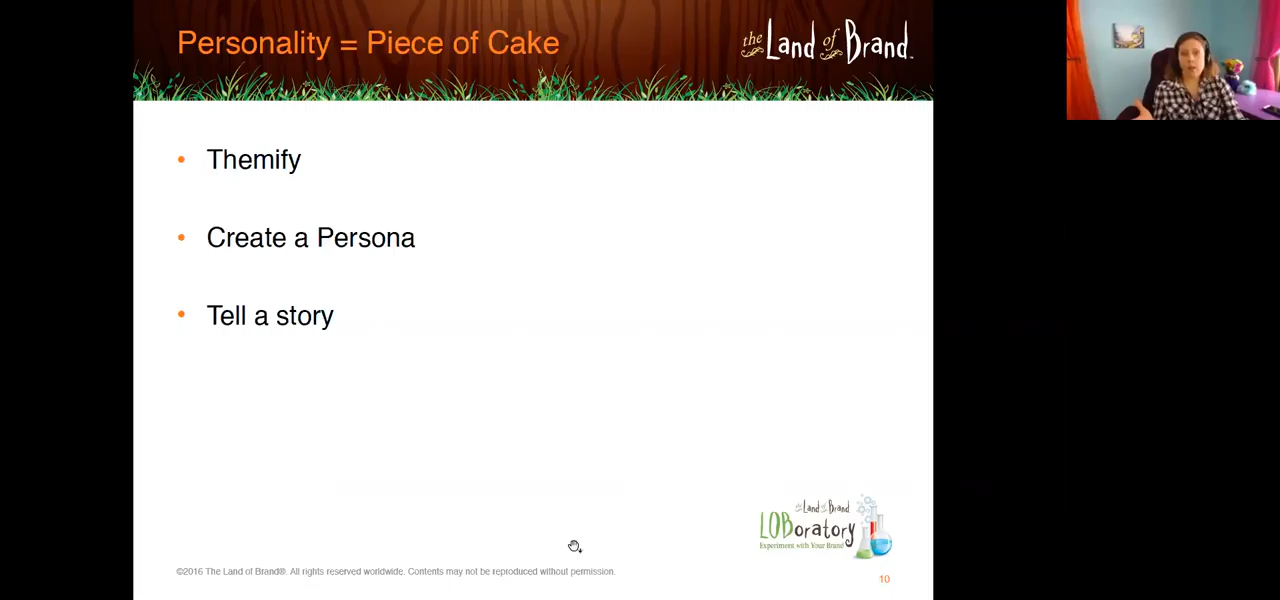 Personality = Piece of Cake
the Land of Brand™
• Themify
• Create a Persona
• Tell a story
the Land of Brand
LOBoratory
Experiment with Your Brand
©2016 The Land of Brand®. All rights reserved worldwide. Contents may not be reproduced without permission.
10